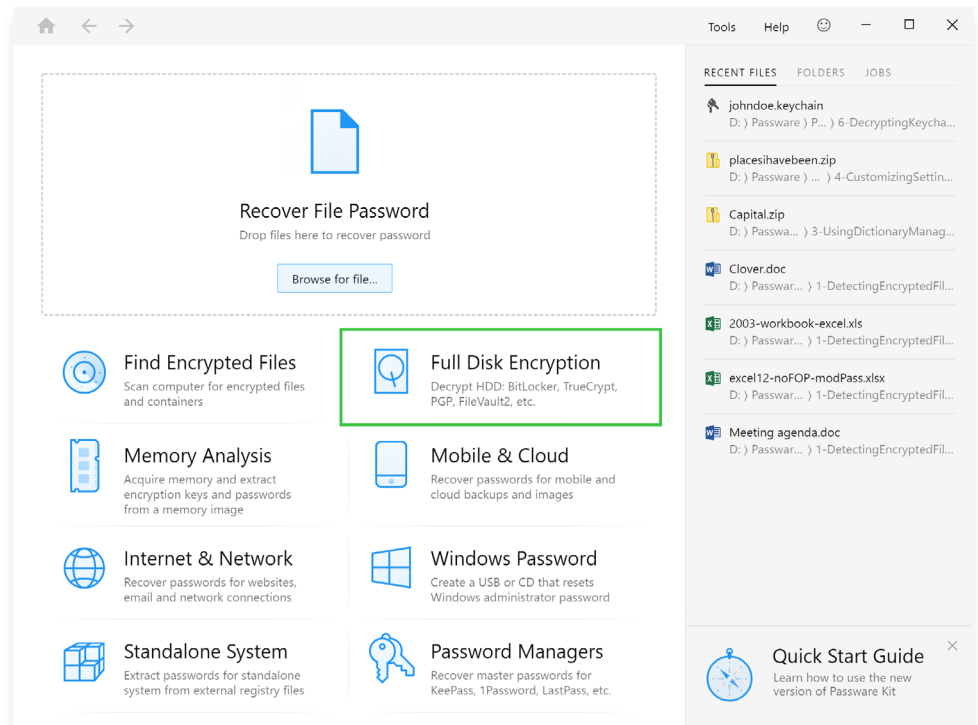 Tools Help
Recover File Password
Drop files here to recover password
Browse for file...
Find Encrypted Files
Scan computer for encrypted files
and containers
Full Disk Encryption
Decrypt HDD: BitLocker, TrueCrypt,
PGP, FileVault2, etc.
Memory Analysis
Acquire memory and extract
encryption keys and passwords
from a memory image
Mobile & Cloud
Recover passwords for mobile and
cloud backups and images
Internet & Network
Recover passwords for websites,
email and network connections
Windows Password
Create a USB or CD that resets
Windows administrator password
Standalone System
Extract passwords for standalone
system from external registry files
Password Managers
Recover master passwords for
KeePass, 1Password, LastPass, etc.
RECENT FILES FOLDERS JOBS
johndoe.keychain
D: ⟩ Passware ⟩ P... ⟩ 6-DecryptingKeycha...
placesihavebeen.zip
D: ⟩ Passware ⟩ ... ⟩ 4-CustomizingSettin...
Capital.zip
D: ⟩ Passwa... ⟩ 3-UsingDictionaryManag...
Clover.doc
D: ⟩ Passwar... ⟩ 1-DetectingEncryptedFil...
2003-workbook-excel.xls
D: ⟩ Passwar... ⟩ 1-DetectingEncryptedFil...
excel12-noFOP-modPass.xlsx
D: ⟩ Passwar... ⟩ 1-DetectingEncryptedFil...
Meeting agenda.doc
D: ⟩ Passwar... ⟩ 1-DetectingEncryptedFil...
Quick Start Guide
Learn how to use the new
version of Passware Kit